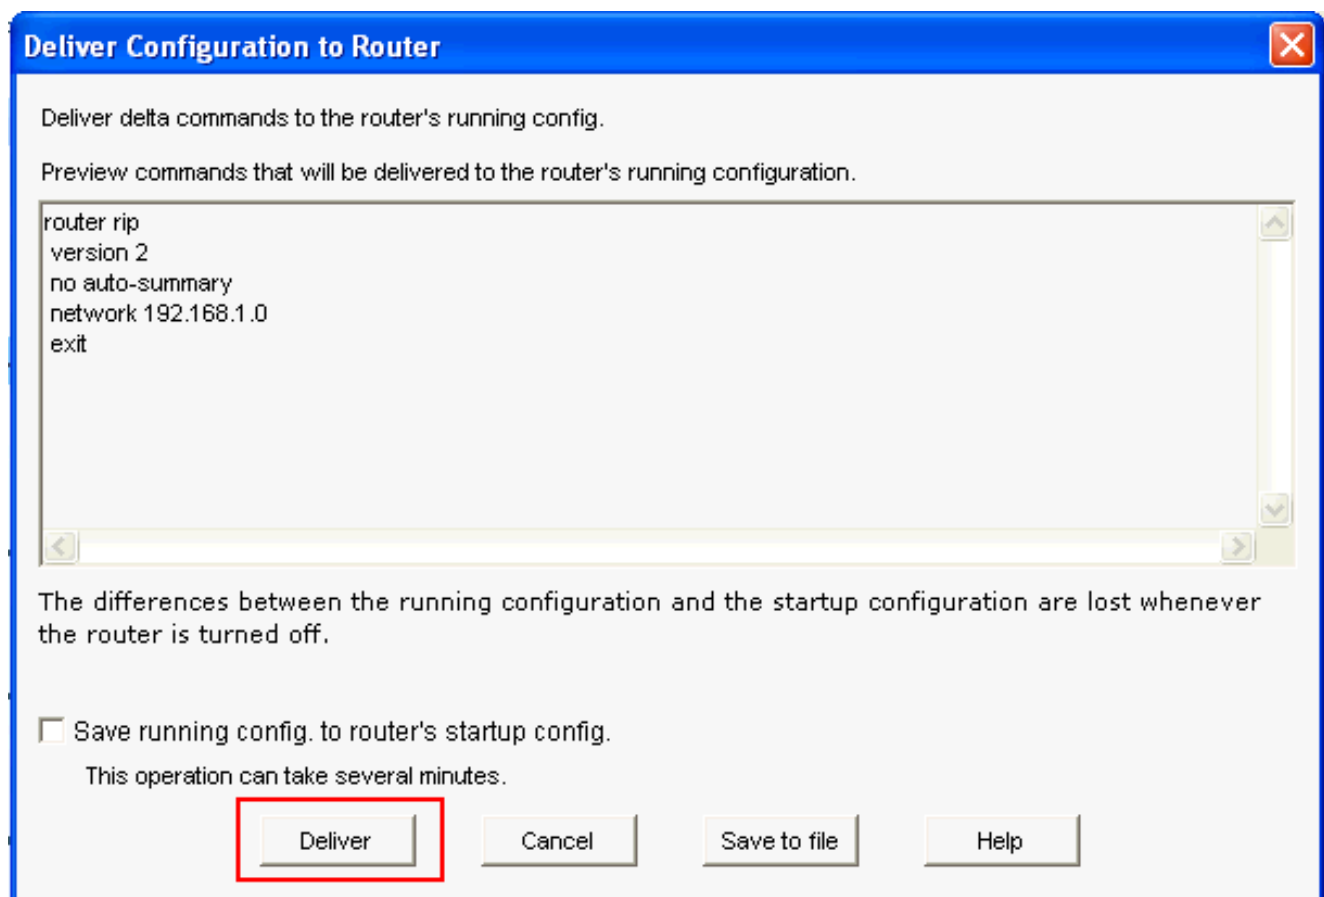 Deliver Configuration to Router
Deliver delta commands to the router's running config.
Preview commands that will be delivered to the router's running configuration.
router rip
version 2
no auto-summary
network 192.168.1.0
exit
The differences between the running configuration and the startup configuration are lost whenever
the router is turned off.
Save running config. to router's startup config.
This operation can take several minutes.
Deliver Cancel Save to file Help